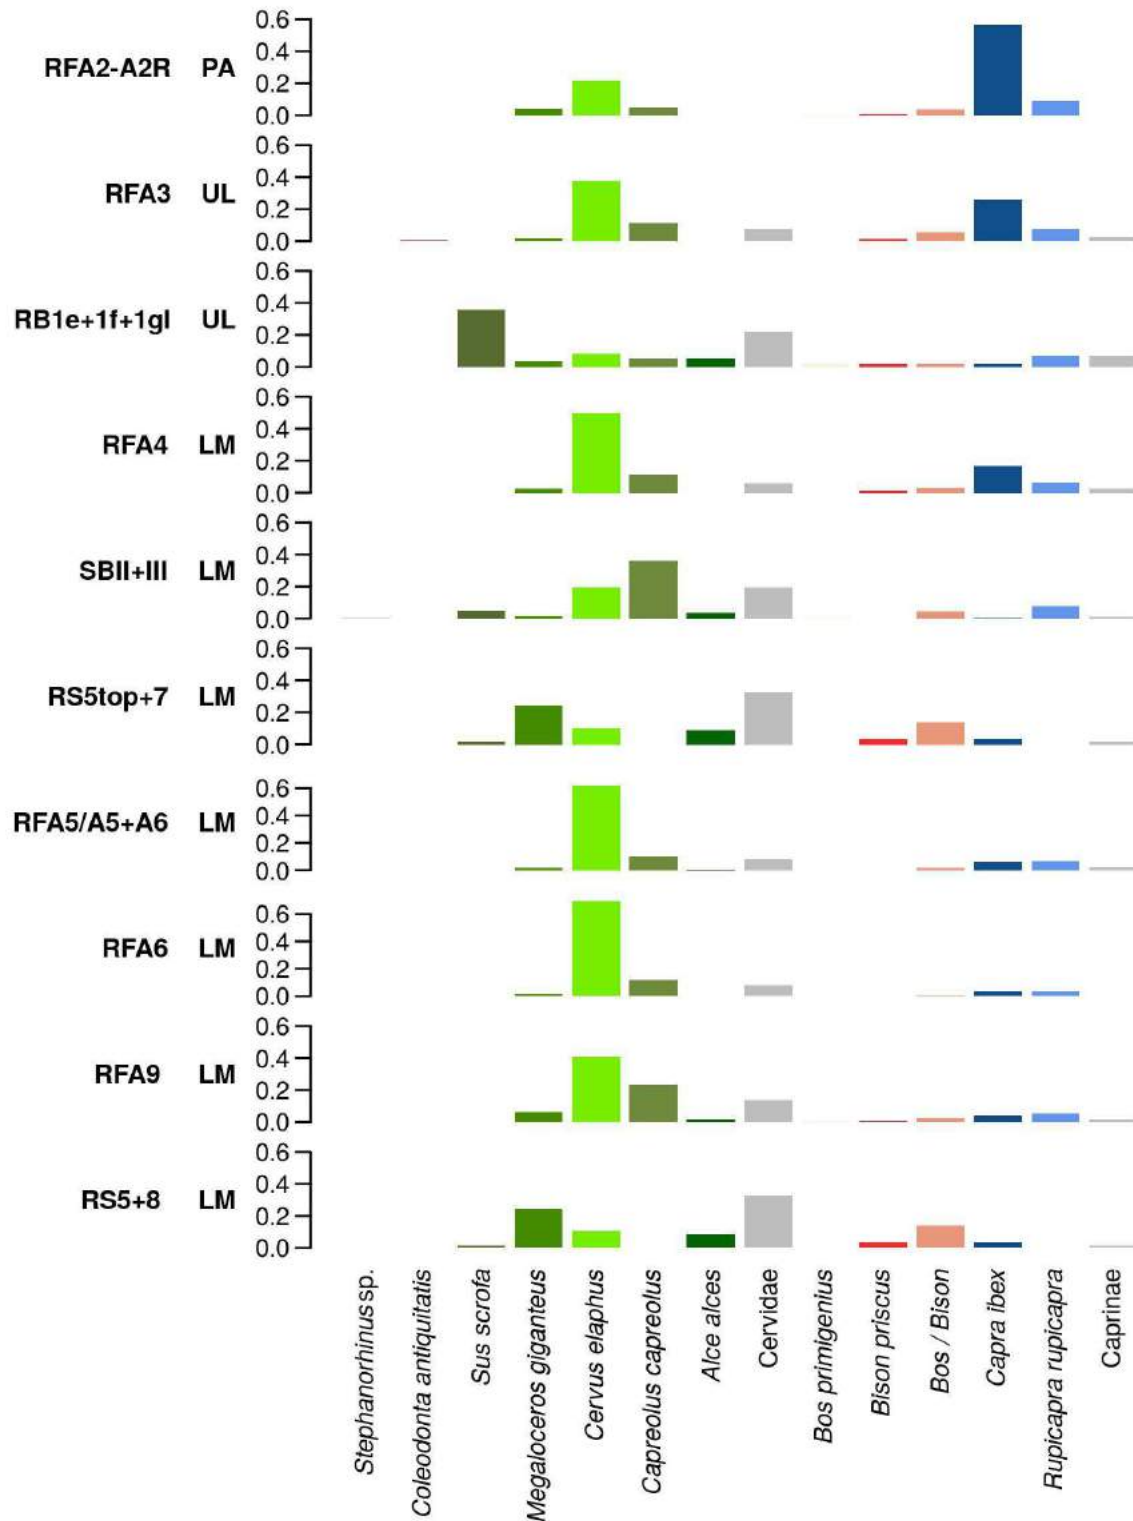 0.6
0.4
RFA2-A2R PA
0.2
0.0
0.6
0.4
RFA3 UL
0.2
0.0
0.6
0.4
RB1e+1f+1gl UL
0.2
0.0
0.6
0.4
RFA4 LM
0.2
0.0
0.6
0.4
SBII+III LM
0.2
0.0
0.6
0.4
RS5top+7 LM
0.2
0.0
0.6
0.4
RFA5/A5+A6 LM
0.2
0.0
0.6
0.4
RFA6 LM
0.2
0.0
0.6
0.4
RFA9 LM
0.2
0.0
0.6
0.4
RS5+8 LM
0.2
0.0
Stephanorhinussp.
Coleodonta antiquitatis
Sus scrofa
Megaloceros giganteus
Cervus elaphus
Capreolus capreolus
Alce alces
Cervidae
Bos primigenius
Bison priscus
Bos / Bison
Capra ibex
Rupicapra rupicapra
Caprinae